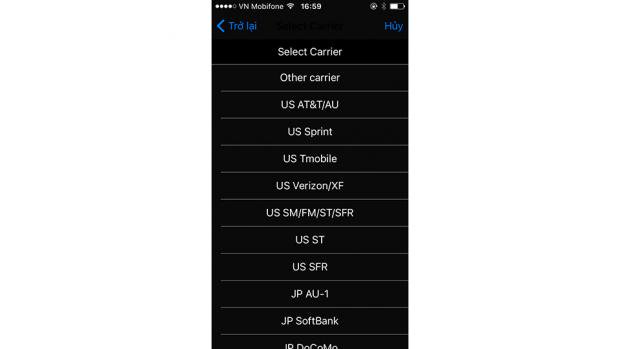 VN Mobifone 16:59
Trở lại Select Carrier Hủy
Select Carrier
Other carrier
US AT&T/AU
US Sprint
US Tmobile
US Verizon/XF
US SM/FM/ST/SFR
US ST
US SFR
JP AU-1
JP SoftBank
JP DoCoMo